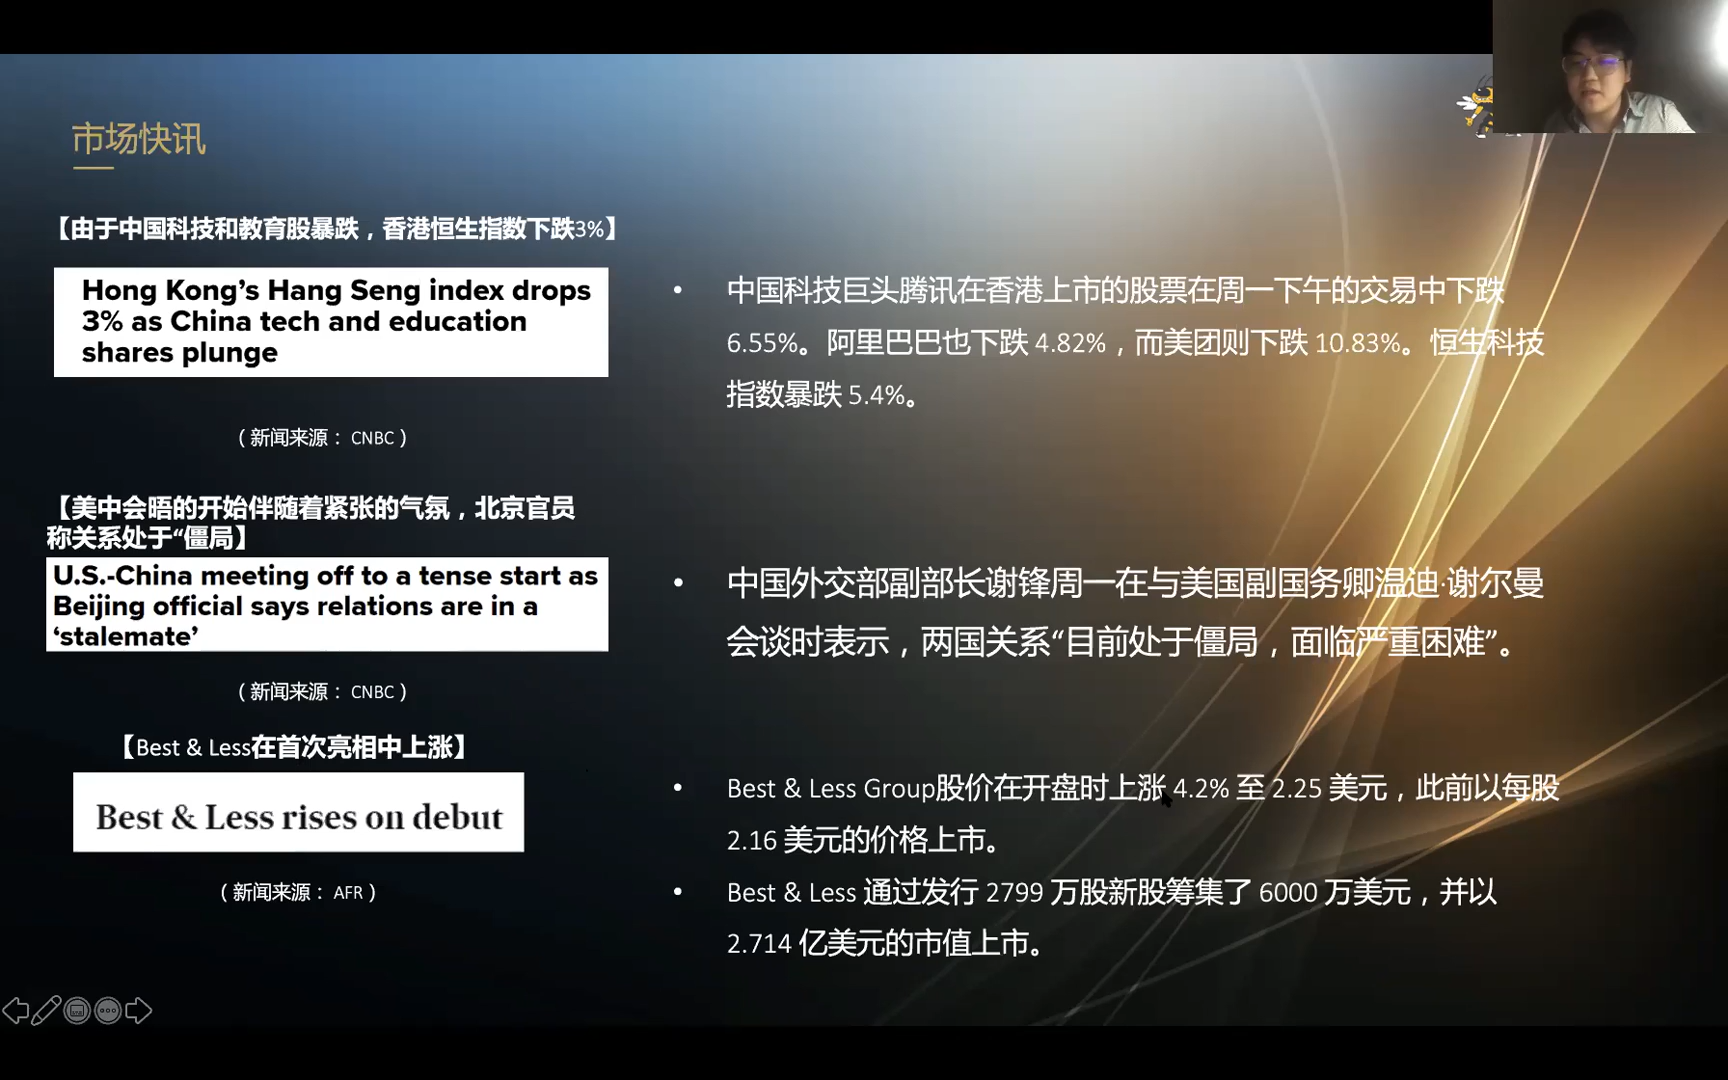 市场快讯
【由于中国科技和教育股暴跌，香港恒生指数下跌3%】
Hong Kong’s Hang Seng index drops
3% as China tech and education
shares plunge
（新闻来源：CNBC）
• 中国科技巨头腾讯在香港上市的股票在周一下午的交易中下跌
6.55%。阿里巴巴也下跌 4.82%，而美团则下跌 10.83%。恒生科技
指数暴跌 5.4%。
【美中会晤的开始伴随着紧张的气氛，北京官员
称关系处于“僵局】
U.S.-China meeting off to a tense start as
Beijing official says relations are in a
‘stalemate’
（新闻来源：CNBC）
• 中国外交部副部长谢锋周一在与美国副国务卿温迪·谢尔曼
会谈时表示，两国关系“目前处于僵局，面临严重困难”。
【Best & Less在首次亮相中上涨】
Best & Less rises on debut
（新闻来源：AFR）
• Best & Less Group股价在开盘时上涨 4.2% 至 2.25 美元，此前以每股
2.16 美元的价格上市。
• Best & Less 通过发行 2799 万股新股筹集了 6000 万美元，并以
2.714 亿美元的市值上市。